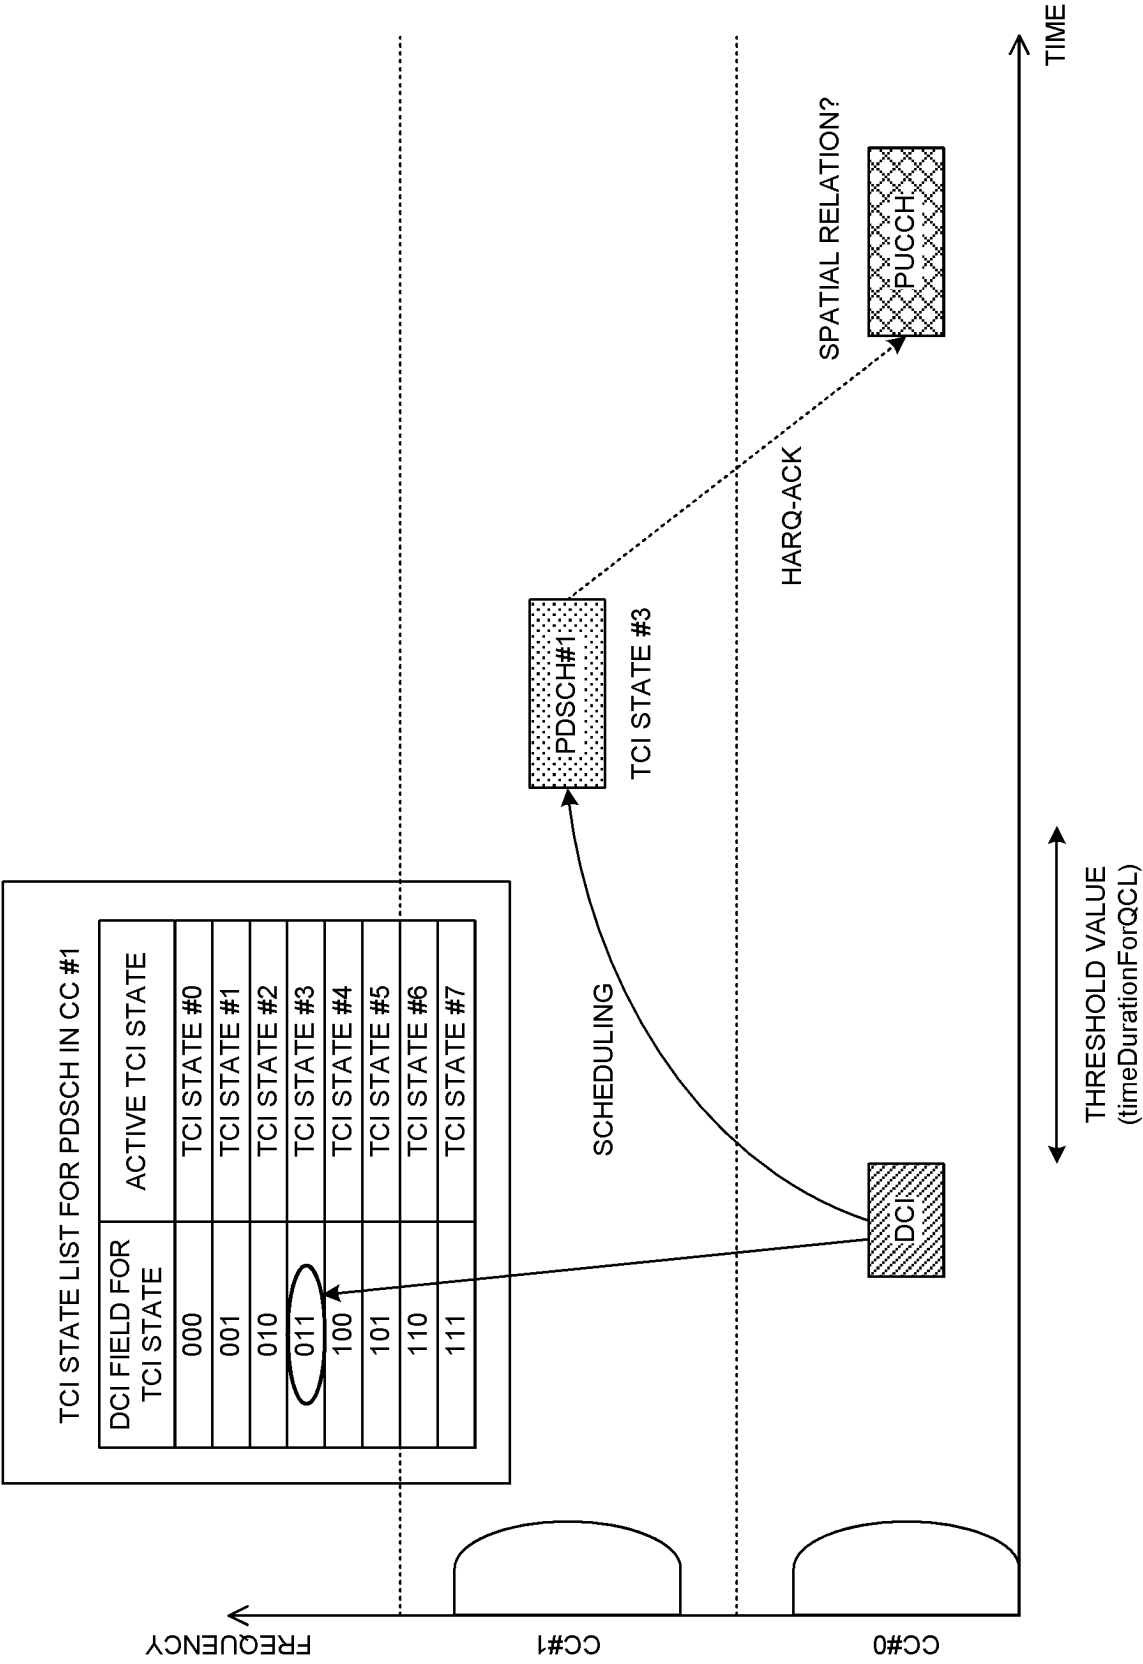 TCI STATE LIST FOR PDSCH IN CC #1
DCI FIELD FOR
TCI STATE
ACTIVE TCI STATE
000
TCI STATE #0
001
TCI STATE #1
010
TCI STATE #2
011
TCI STATE #3
100
TCI STATE #4
101
TCI STATE #5
110
TCI STATE #6
111
TCI STATE #7
FREQUENCY
CC#1
SCHEDULING
PDSCH#1
TCI STATE #3
HARQ-ACK
SPATIAL RELATION?
CC#0
DCI
PUCCH
TIME
THRESHOLD VALUE
(timeDurationForQCL)